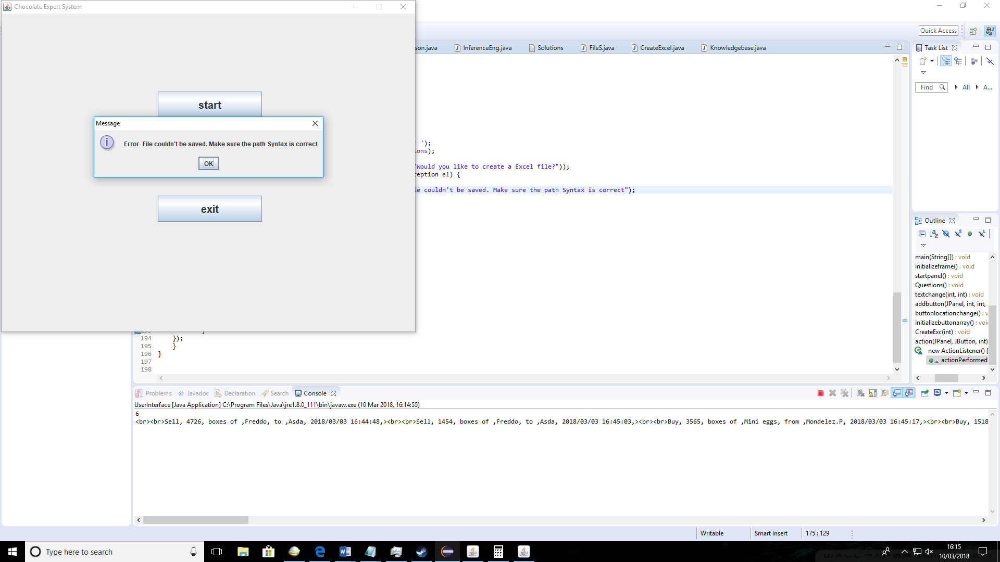 Chocolate Expert System
Quick Access
son.java
InferenceEng.java
Solutions
FileS.java
CreateExcel.java
Knowledgebase.java
Task List
Find
All
A...
start
Message
Error- File couldn't be saved. Make sure the path Syntax is correct
OK
exit
');
ons);
"Would you like to create a Excel file?"));
ception e1) {
le couldn't be saved. Make sure the path Syntax is correct");
Outline
main(String[]) : void
initializeframe() : void
startpanel() : void
Questions() : void
textchange(int, int) : void
addbutton(JPanel, int, int,
buttonlocationchange() : v
initializebuttonarray() : voi
CreateExc(int) : void
action(JPanel, JButton, int)
new ActionListener() {
actionPerformed
193 }
194 });
195 }
196 }
197
198
Problems
Javadoc
Declaration
Search
Console
UserInterface [Java Application] C:\Program Files\Java\jre1.8.0_111\bin\javaw.exe (10 Mar 2018, 16:14:55)
6
<br><br>Sell, 4726, boxes of ,Freddo, to ,Asda, 2018/03/03 16:44:48,><br><br>Sell, 1454, boxes of ,Freddo, to ,Asda, 2018/03/03 16:45:03,><br><br>Buy, 3565, boxes of ,Mini eggs, from ,Mondelez.P, 2018/03/03 16:45:17,><br><br>Buy, 1518
Writable
Smart Insert
175 : 129
Type here to search
16:15
10/03/2018